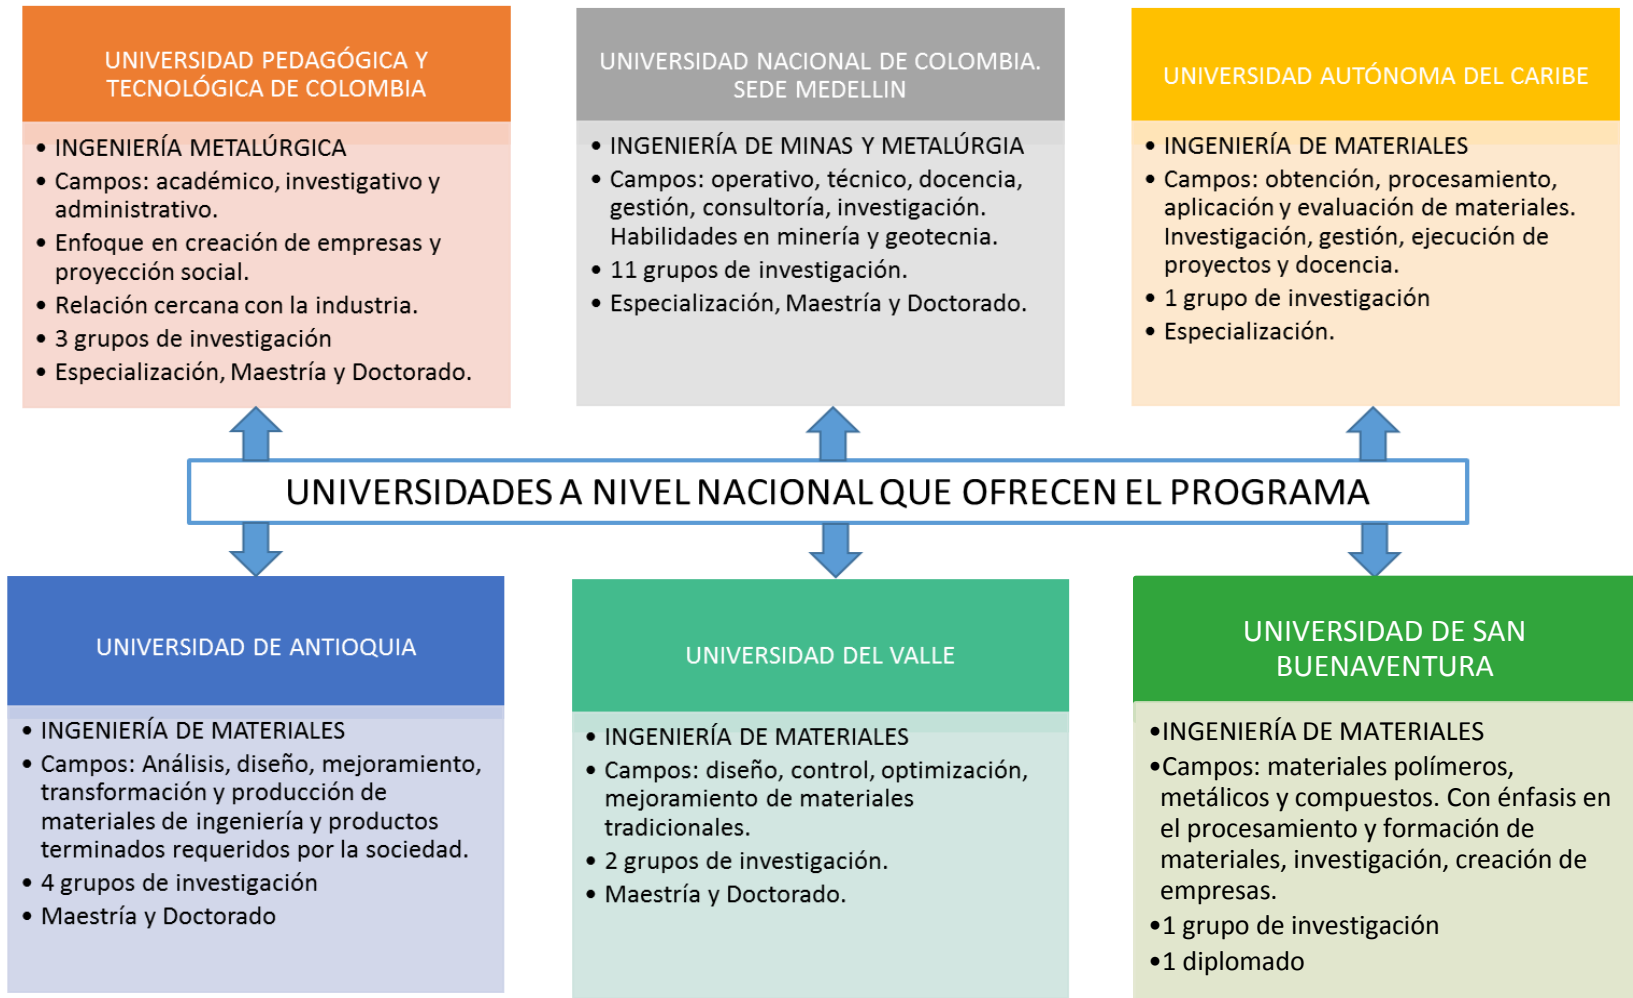 UNIVERSIDAD PEDAGÓGICA Y
TECNOLÓGICA DE COLOMBIA
• INGENIERÍA METALÚRGICA
• Campos: académico, investigativo y
administrativo.
• Enfoque en creación de empresas y
proyección social.
• Relación cercana con la industria.
• 3 grupos de investigación
• Especialización, Maestría y Doctorado.
UNIVERSIDAD NACIONAL DE COLOMBIA.
SEDE MEDELLIN
• INGENIERÍA DE MINAS Y METALÚRGIA
• Campos: operativo, técnico, docencia,
gestión, consultoría, investigación.
Habilidades en minería y geotecnia.
• 11 grupos de investigación.
• Especialización, Maestría y Doctorado.
UNIVERSIDAD AUTÓNOMA DEL CARIBE
• INGENIERÍA DE MATERIALES
• Campos: obtención, procesamiento,
aplicación y evaluación de materiales.
Investigación, gestión, ejecución de
proyectos y docencia.
• 1 grupo de investigación
• Especialización.
UNIVERSIDADES A NIVEL NACIONAL QUE OFRECEN EL PROGRAMA
UNIVERSIDAD DE ANTIOQUIA
• INGENIERÍA DE MATERIALES
• Campos: Análisis, diseño, mejoramiento,
transformación y producción de
materiales de ingeniería y productos
terminados requeridos por la sociedad.
• 4 grupos de investigación
• Maestría y Doctorado
UNIVERSIDAD DEL VALLE
• INGENIERÍA DE MATERIALES
• Campos: diseño, control, optimización,
mejoramiento de materiales
tradicionales.
• 2 grupos de investigación.
• Maestría y Doctorado.
UNIVERSIDAD DE SAN
BUENAVENTURA
•INGENIERÍA DE MATERIALES
•Campos: materiales polímeros,
metálicos y compuestos. Con énfasis en
el procesamiento y formación de
materiales, investigación, creación de
empresas.
•1 grupo de investigación
•1 diplomado